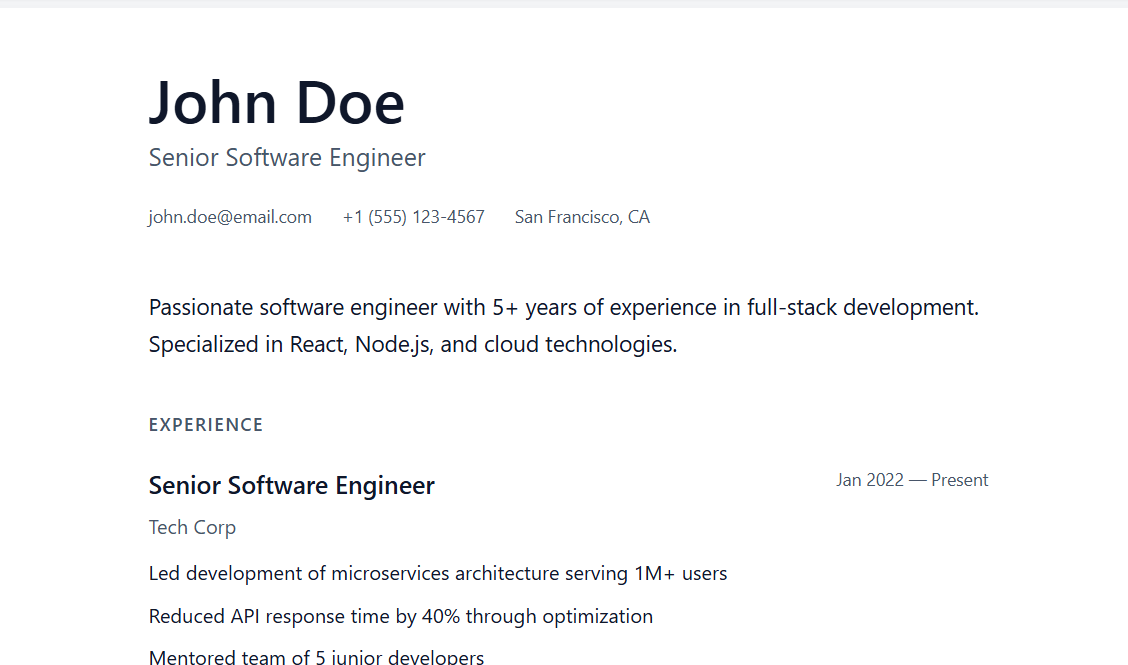 John Doe
Senior Software Engineer
john.doe@email.com +1 (555) 123-4567 San Francisco, CA
Passionate software engineer with 5+ years of experience in full-stack development.
Specialized in React, Node.js, and cloud technologies.
EXPERIENCE
Senior Software Engineer Jan 2022 — Present
Tech Corp
Led development of microservices architecture serving 1M+ users
Reduced API response time by 40% through optimization
Mentored team of 5 junior developers